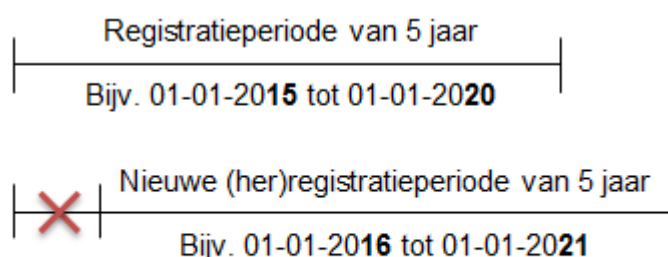 Registratieperiode van 5 jaar
Bijv. 01-01-2015 tot 01-01-2020
Nieuwe (her)registratieperiode van 5 jaar
Bijv. 01-01-2016 tot 01-01-2021